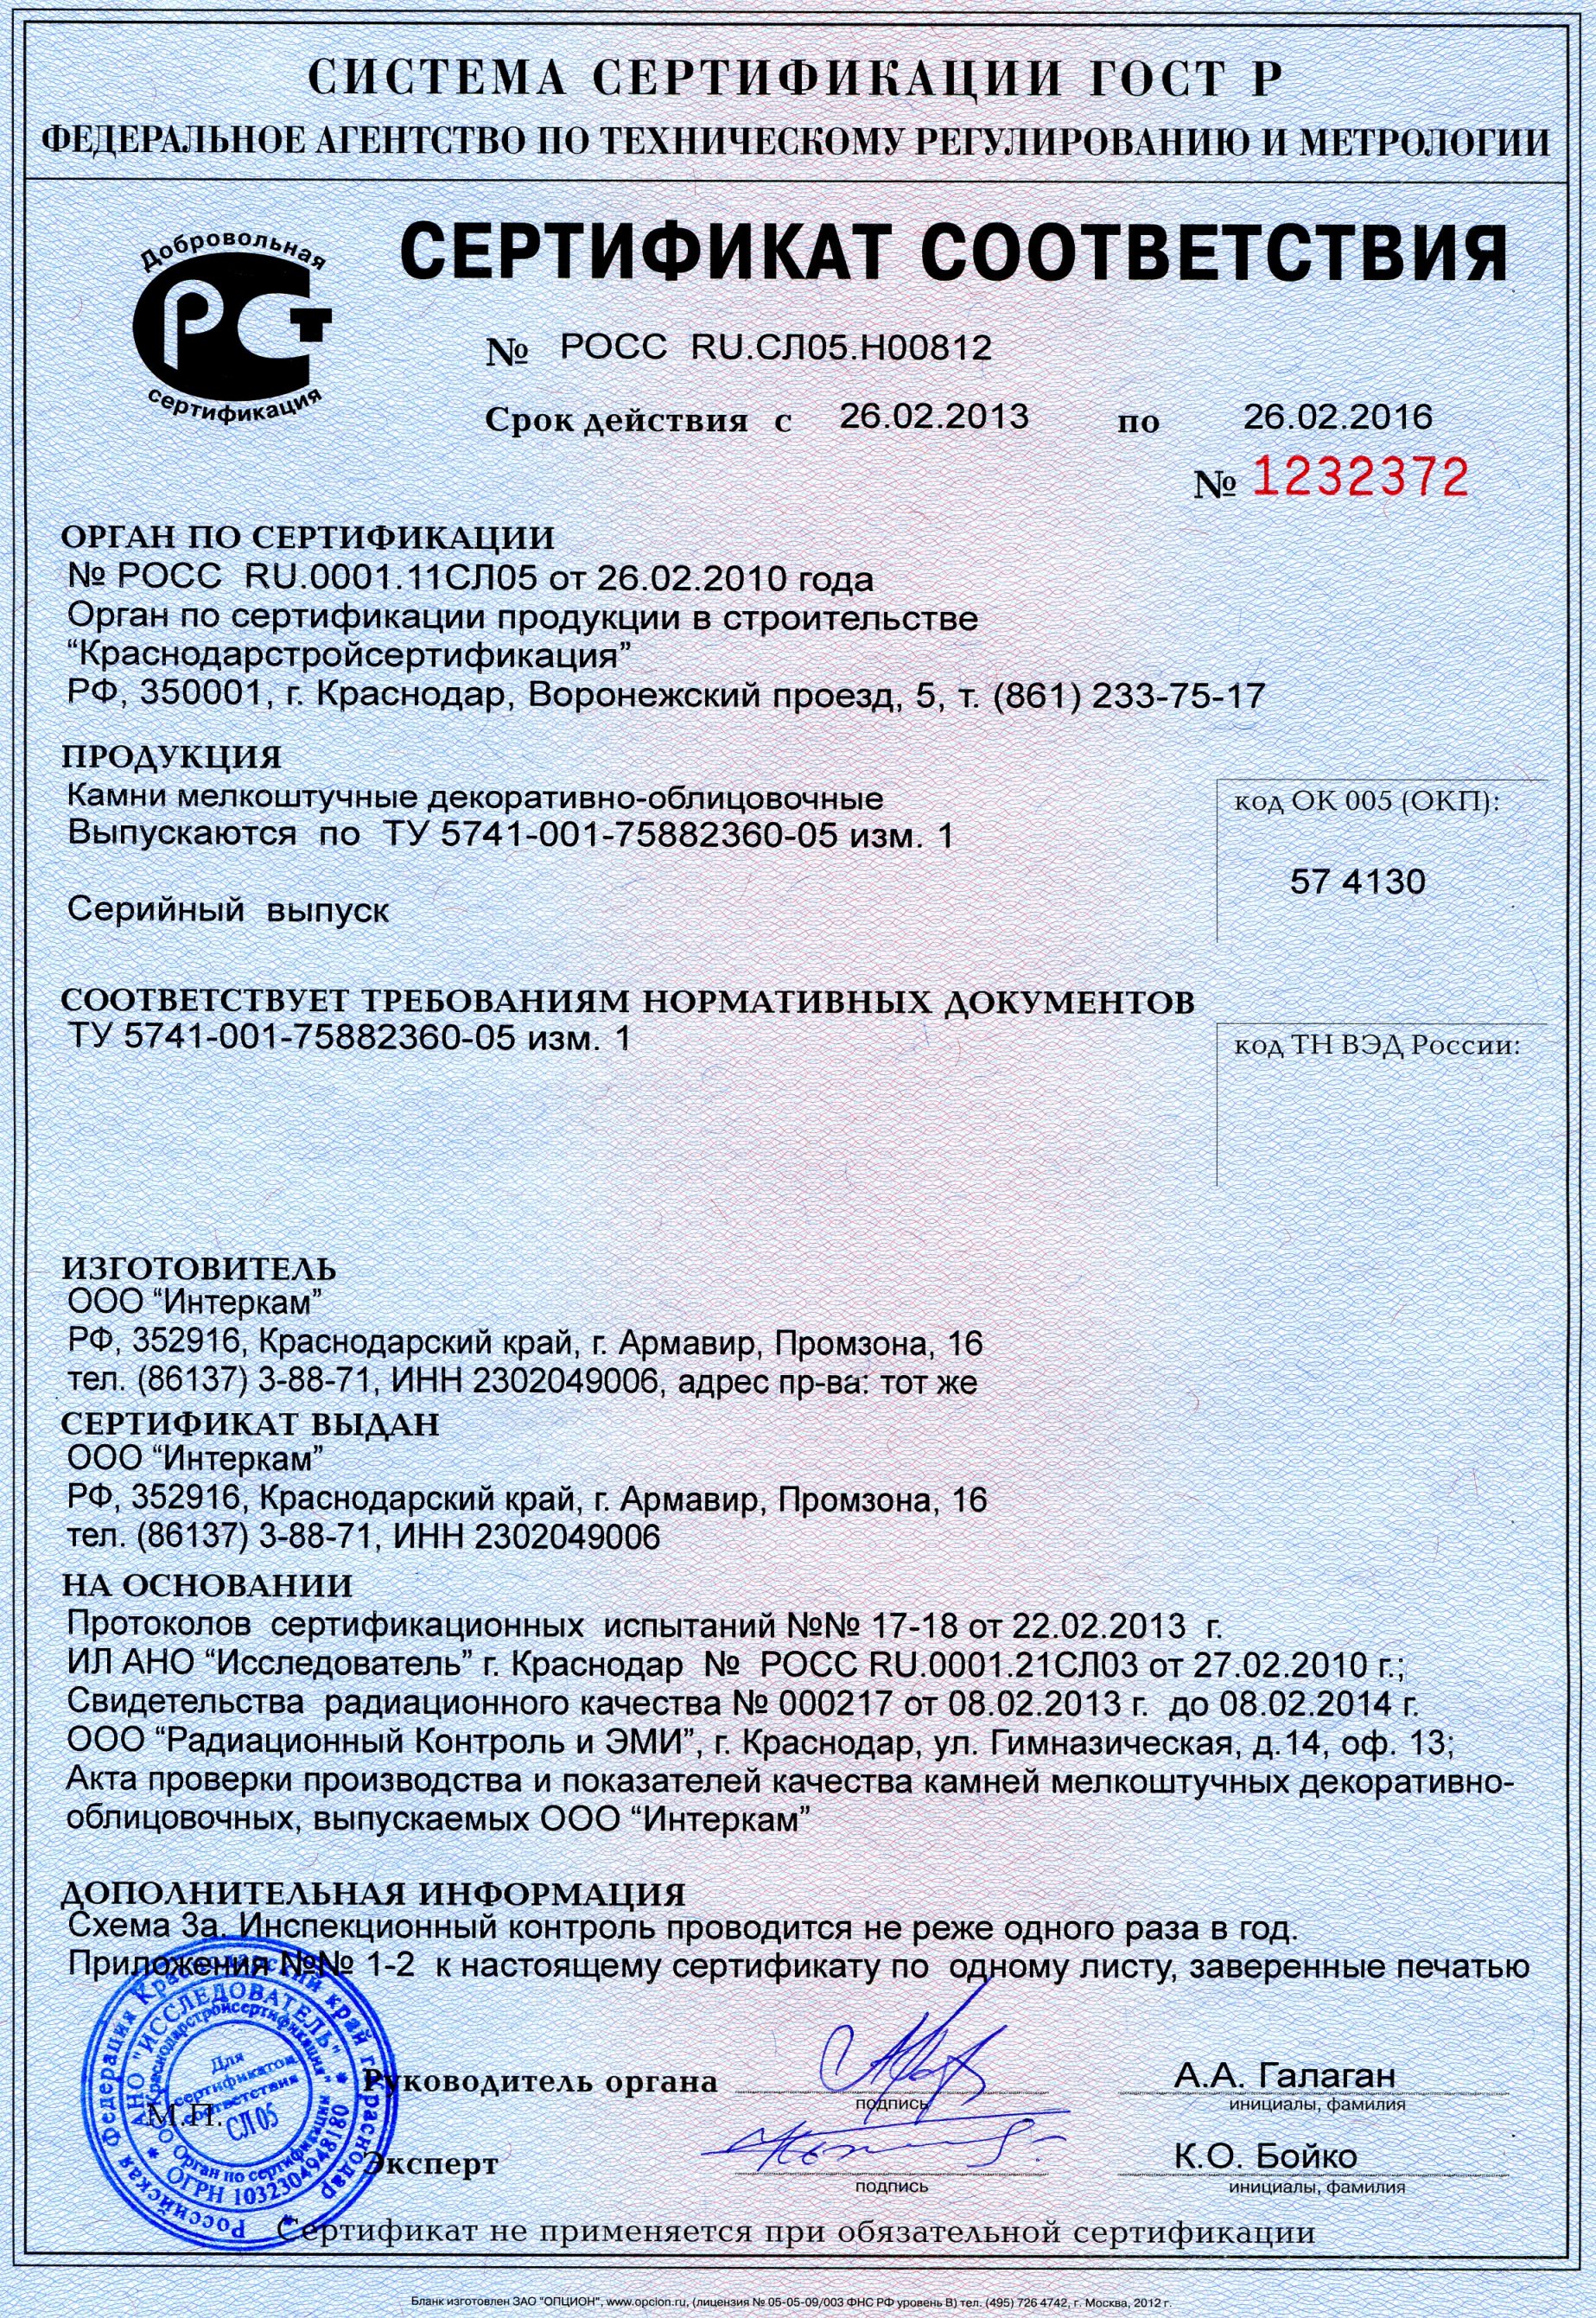 СИСТЕМА СЕРТИФИКАЦИИ ГОСТ Р
ФЕДЕРАЛЬНОЕ АГЕНТСТВО ПО ТЕХНИЧЕСКОМУ РЕГУЛИРОВАНИЮ И МЕТРОЛОГИИ
Добровольная
РСТ
сертификация
СЕРТИФИКАТ СООТВЕТСТВИЯ
№ РОСС RU.СЛ05.Н00812
Срок действия с 26.02.2013 по 26.02.2016
№ 1232372
ОРГАН ПО СЕРТИФИКАЦИИ
№ РОСС RU.0001.11СЛ05 от 26.02.2010 года
Орган по сертификации продукции в строительстве
“Краснодарстройсертификация”
РФ, 350001, г. Краснодар, Воронежский проезд, 5, т. (861) 233-75-17
ПРОДУКЦИЯ
Камни мелкоштучные декоративно-облицовочные
Выпускаются по ТУ 5741-001-75882360-05 изм. 1
Серийный выпуск
код ОК 005 (ОКП):
57 4130
СООТВЕТСТВУЕТ ТРЕБОВАНИЯМ НОРМАТИВНЫХ ДОКУМЕНТОВ
ТУ 5741-001-75882360-05 изм. 1
код ТН ВЭД России:
ИЗГОТОВИТЕЛЬ
ООО “Интеркам”
РФ, 352916, Краснодарский край, г. Армавир, Промзона, 16
тел. (86137) 3-88-71, ИНН 2302049006, адрес пр-ва: тот же
СЕРТИФИКАТ ВЫДАН
ООО “Интеркам”
РФ, 352916, Краснодарский край, г. Армавир, Промзона, 16
тел. (86137) 3-88-71, ИНН 2302049006
НА ОСНОВАНИИ
Протоколов сертификационных испытаний №№ 17-18 от 22.02.2013 г.
ИЛ АНО “Исследователь” г. Краснодар № РОСС RU.0001.21СЛ03 от 27.02.2010 г.;
Свидетельства радиационного качества № 000217 от 08.02.2013 г. до 08.02.2014 г.
ООО “Радиационный Контроль и ЭМИ”, г. Краснодар, ул. Гимназическая, д.14, оф. 13;
Акта проверки производства и показателей качества камней мелкоштучных декоративно-
облицовочных, выпускаемых ООО “Интеркам”
ДОПОЛНИТЕЛЬНАЯ ИНФОРМАЦИЯ
Схема 3а. Инспекционный контроль проводится не реже одного раза в год.
Приложения №№ 1-2 к настоящему сертификату по одному листу, заверенные печатью
Российская Федерация Краснодарский край г. Краснодар
АНО "ИССЛЕДОВАТЕЛЬ"
ОГРН 1032304948180
"Краснодарстройсертификация"
Орган по сертификации
Для
сертификатов
соответствия
СЛ 05
М.П.
Руководитель органа
подпись
А.А. Галаган
инициалы, фамилия
Эксперт
подпись
К.О. Бойко
инициалы, фамилия
Сертификат не применяется при обязательной сертификации
Бланк изготовлен ЗАО "ОПЦИОН", www.opcion.ru, (лицензия № 05-05-09/003 ФНС РФ уровень В) тел. (495) 726 4742, г. Москва, 2012 г.